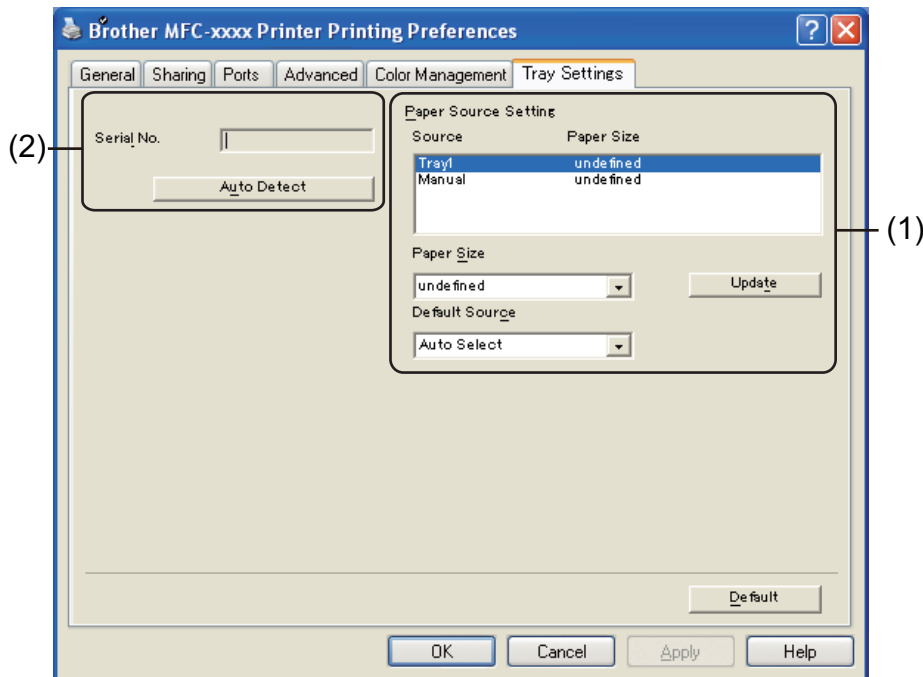 Brother MFC-xxxx Printer Printing Preferences
General Sharing Ports Advanced Color Management Tray Settings
(2)
Serial No.
Auto Detect
Paper Source Setting
Source Paper Size
Tray1 undefined
Manual undefined
(1)
Paper Size
undefined
Update
Default Source
Auto Select
Default
OK Cancel Apply Help